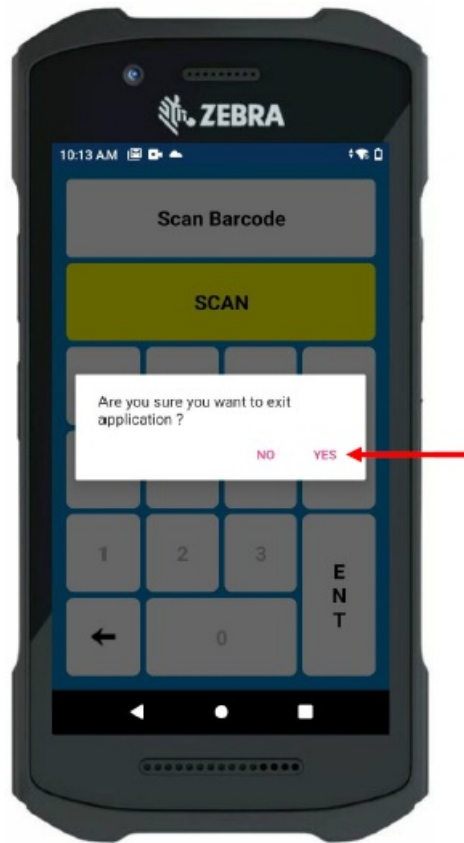 ZEBRA
10:13 AM
Scan Barcode
SCAN
Are you sure you want to exit
application ?
NO YES
1 2 3
E
N
T
0